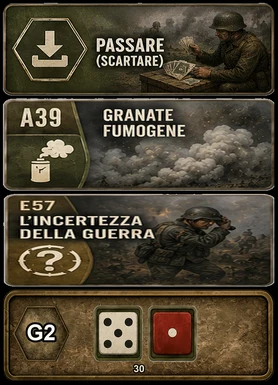 PASSARE
(SCARTARE)
A39
GRANATE
FUMOGENE
E57
L'INCERTEZZA
DELLA GUERRA
?
G2
30